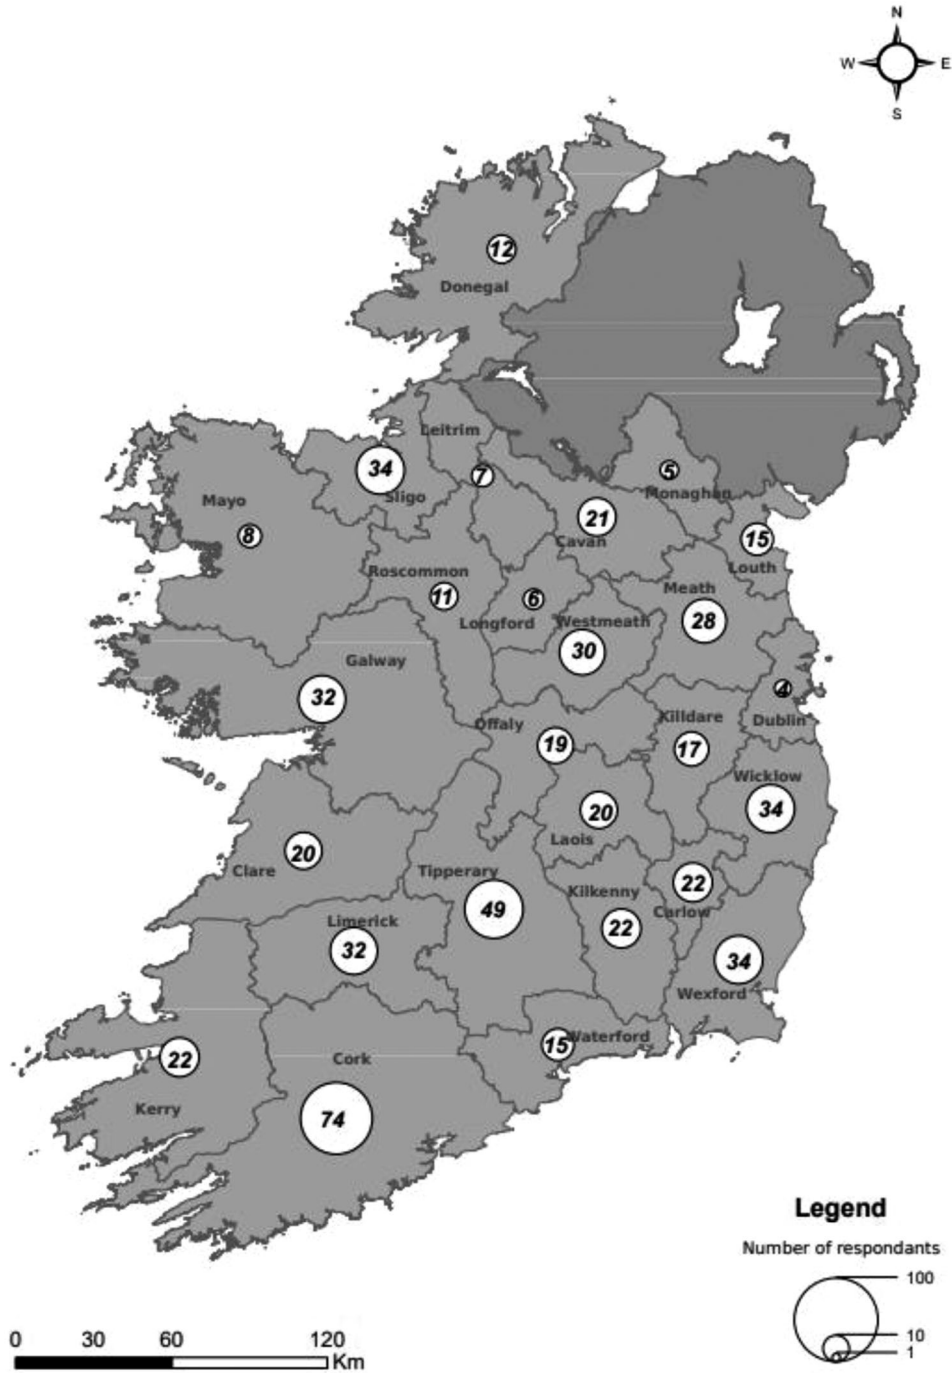 N
W E
S
12
Donegal
Leitrim
34
Sligo
7
5
Monaghan
Mayo
8
21
Cavan
15
Louth
Roscommon
11
6
Longford
Meath
28
Westmeath
30
Galway
32
4
Dublin
Offaly
19
Killdare
17
Wicklow
34
20
Laois
20
Clare
Tipperary
49
Kilkenny
22
22
Carlow
Limerick
32
34
Wexford
15
Waterford
22
Kerry
Cork
74
Legend
Number of respondants
100
10
1
0 30 60 120
Km